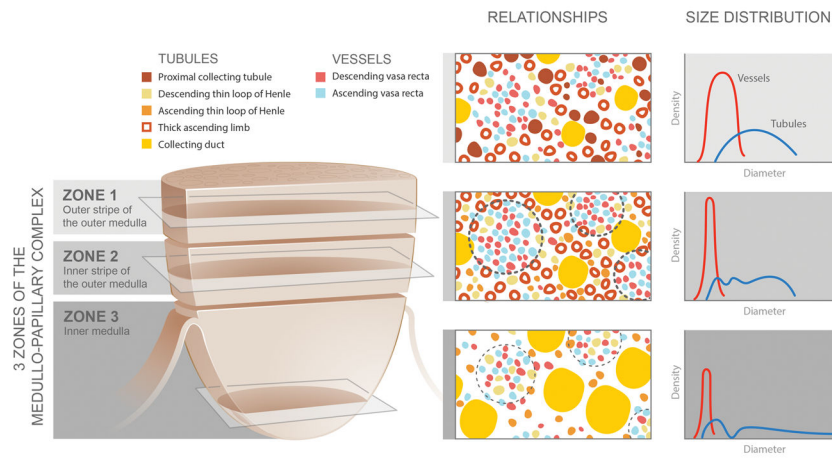 RELATIONSHIPS
SIZE DISTRIBUTION
TUBULES
Proximal collecting tubule
Descending thin loop of Henle
Ascending thin loop of Henle
Thick ascending limb
Collecting duct
VESSELS
Descending vasa recta
Ascending vasa recta
Density
Vessels
Tubules
Diameter
3 ZONES OF THE
MEDULLO-PAPILLARY COMPLEX
ZONE 1
Outer stripe of
the outer medulla
ZONE 2
Inner stripe of
the outer medulla
Density
Diameter
ZONE 3
Inner medulla
Density
Diameter